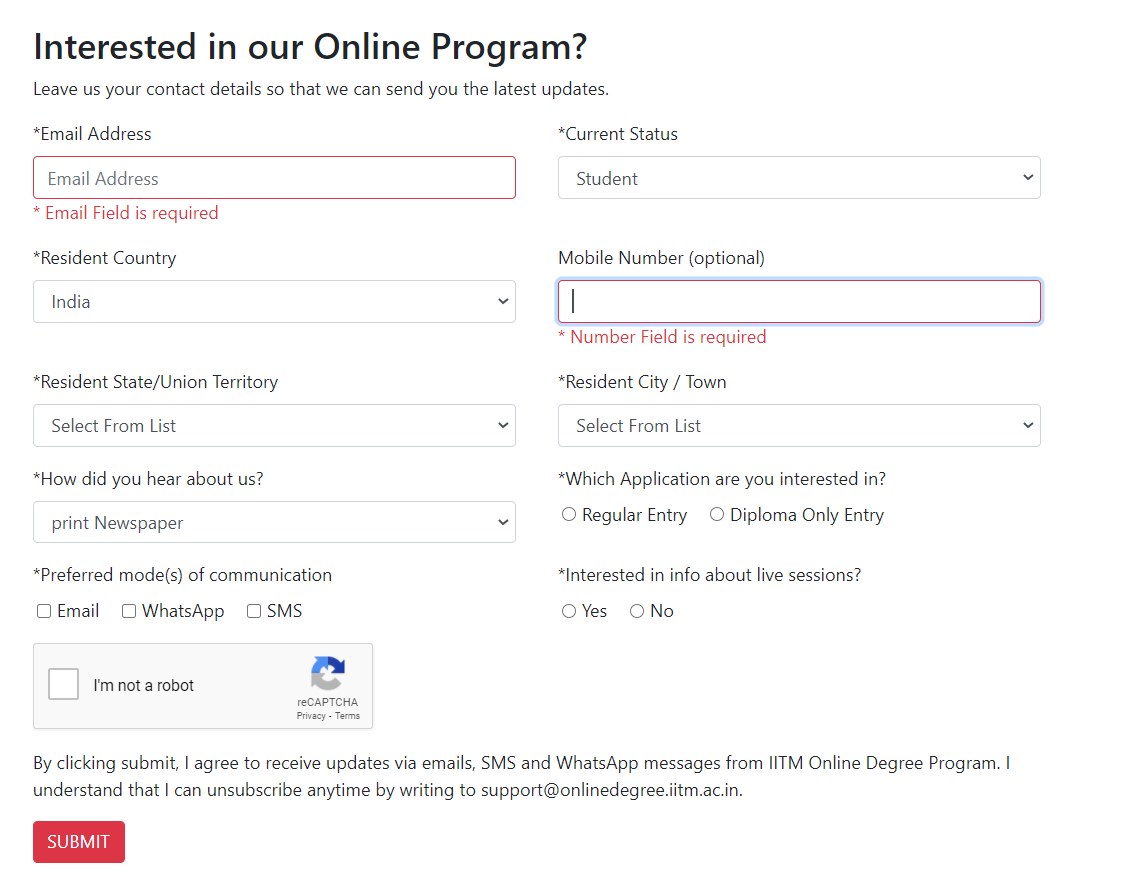 Interested in our Online Program?
Leave us your contact details so that we can send you the latest updates.
*Email Address
Email Address
* Email Field is required
*Current Status
Student
*Resident Country
India
Mobile Number (optional)
* Number Field is required
*Resident State/Union Territory
Select From List
*Resident City / Town
Select From List
*How did you hear about us?
print Newspaper
*Which Application are you interested in?
Regular Entry Diploma Only Entry
*Preferred mode(s) of communication
Email WhatsApp SMS
*Interested in info about live sessions?
Yes No
I'm not a robot
reCAPTCHA
Privacy - Terms
By clicking submit, I agree to receive updates via emails, SMS and WhatsApp messages from IITM Online Degree Program. I
understand that I can unsubscribe anytime by writing to support@onlinedegree.iitm.ac.in.
SUBMIT